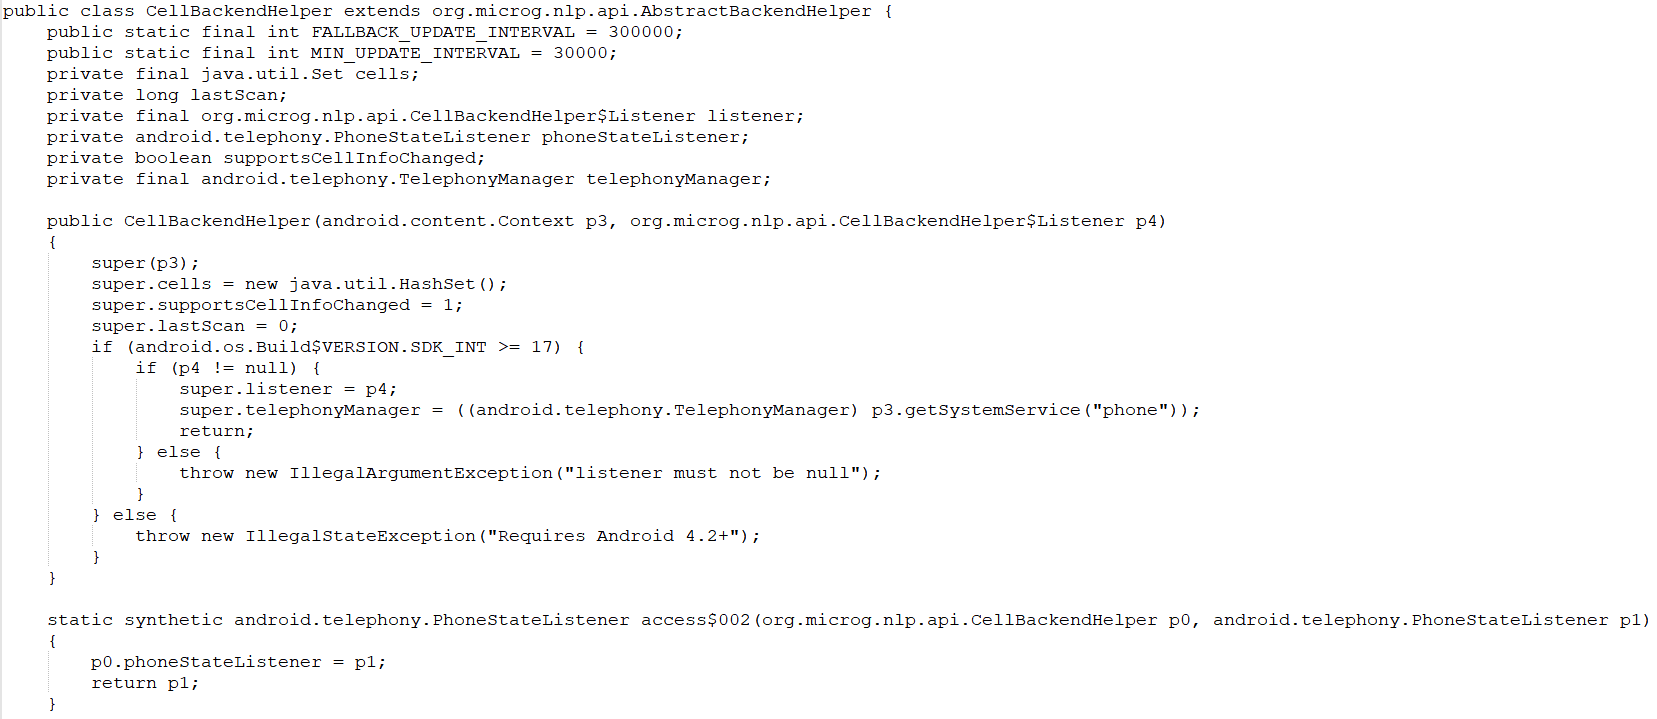 public class CellBackendHelper extends org.microg.nlp.api.AbstractBackendHelper {
    public static final int FALLBACK_UPDATE_INTERVAL = 300000;
    public static final int MIN_UPDATE_INTERVAL = 30000;
    private final java.util.Set cells;
    private long lastScan;
    private final org.microg.nlp.api.CellBackendHelper$Listener listener;
    private android.telephony.PhoneStateListener phoneStateListener;
    private boolean supportsCellInfoChanged;
    private final android.telephony.TelephonyManager telephonyManager;

    public CellBackendHelper(android.content.Context p3, org.microg.nlp.api.CellBackendHelper$Listener p4)
    {
        super(p3);
        super.cells = new java.util.HashSet();
        super.supportsCellInfoChanged = 1;
        super.lastScan = 0;
        if (android.os.Build$VERSION.SDK_INT >= 17) {
            if (p4 != null) {
                super.listener = p4;
                super.telephonyManager = ((android.telephony.TelephonyManager) p3.getSystemService("phone"));
                return;
            } else {
                throw new IllegalArgumentException("listener must not be null");
            }
        } else {
            throw new IllegalStateException("Requires Android 4.2+");
        }
    }

    static synthetic android.telephony.PhoneStateListener access$002(org.microg.nlp.api.CellBackendHelper p0, android.telephony.PhoneStateListener p1)
    {
        p0.phoneStateListener = p1;
        return p1;
    }